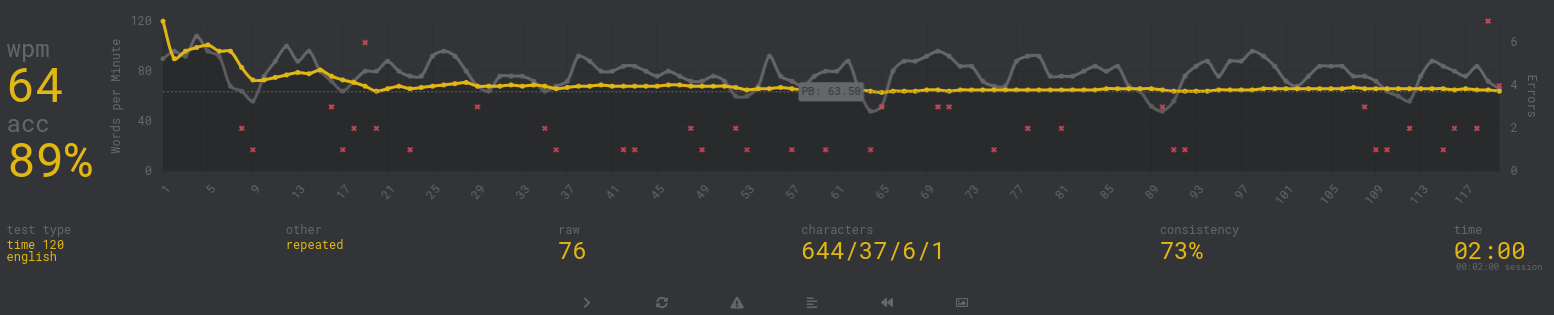 wpm
64
acc
89%
Words per Minute
120
80
40
0
PB: 63.50
6
4
2
0
Errors
1 5 9 13 17 21 25 29 33 37 41 45 49 53 57 61 65 69 73 77 81 85 89 93 97 101 105 109 113 117
test type
time 120
english
other
repeated
raw
76
characters
644/37/6/1
consistency
73%
time
02:00
00:02:00 session